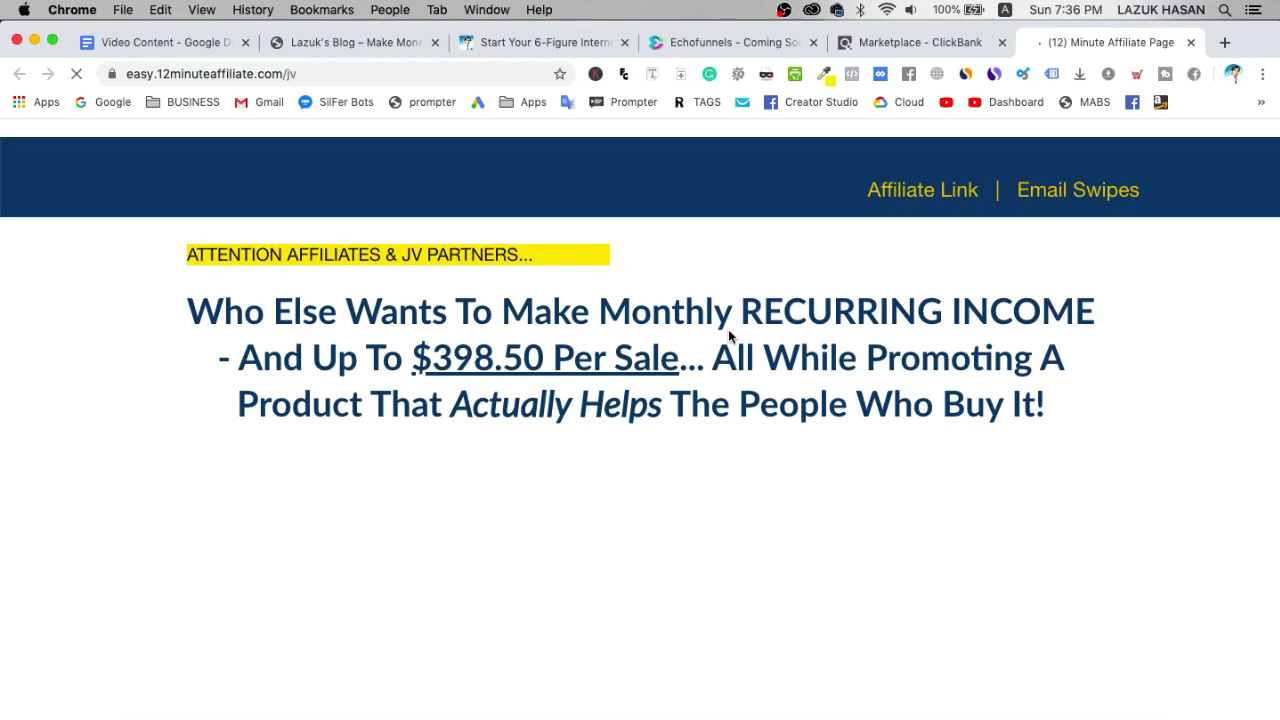 Chrome File Edit View History Bookmarks People Tab Window Help 100% A Sun 7:36 PM LAZUK HASAN
Video Content - Google D
Lazuk's Blog – Make Mone
Start Your 6-Figure Intern
Echofunnels - Coming So
Marketplace - ClickBank
(12) Minute Affiliate Page
easy.12minuteaffiliate.com/jv
Apps Google BUSINESS Gmail SilFer Bots prompter Apps Prompter R TAGS Creator Studio Cloud Dashboard MABS »
Affiliate Link | Email Swipes
ATTENTION AFFILIATES & JV PARTNERS...
Who Else Wants To Make Monthly RECURRING INCOME
- And Up To $398.50 Per Sale... All While Promoting A
Product That Actually Helps The People Who Buy It!